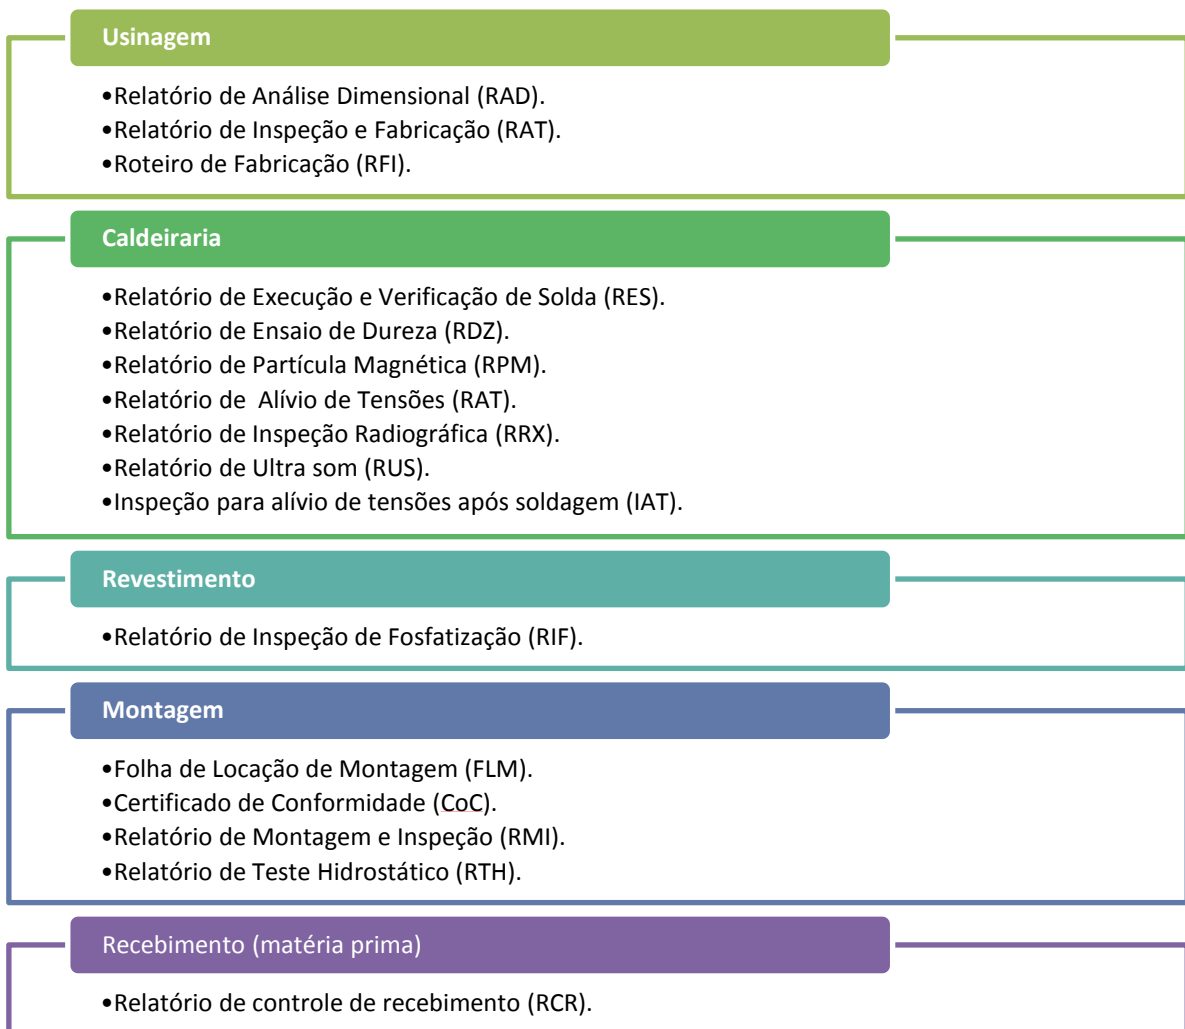 Usinagem
•Relatório de Análise Dimensional (RAD).
•Relatório de Inspeção e Fabricação (RAT).
•Roteiro de Fabricação (RFI).
Caldeiraria
•Relatório de Execução e Verificação de Solda (RES).
•Relatório de Ensaio de Dureza (RDZ).
•Relatório de Partícula Magnética (RPM).
•Relatório de  Alívio de Tensões (RAT).
•Relatório de Inspeção Radiográfica (RRX).
•Relatório de Ultra som (RUS).
•Inspeção para alívio de tensões após soldagem (IAT).
Revestimento
•Relatório de Inspeção de Fosfatização (RIF).
Montagem
•Folha de Locação de Montagem (FLM).
•Certificado de Conformidade (CoC).
•Relatório de Montagem e Inspeção (RMI).
•Relatório de Teste Hidrostático (RTH).
Recebimento (matéria prima)
•Relatório de controle de recebimento (RCR).